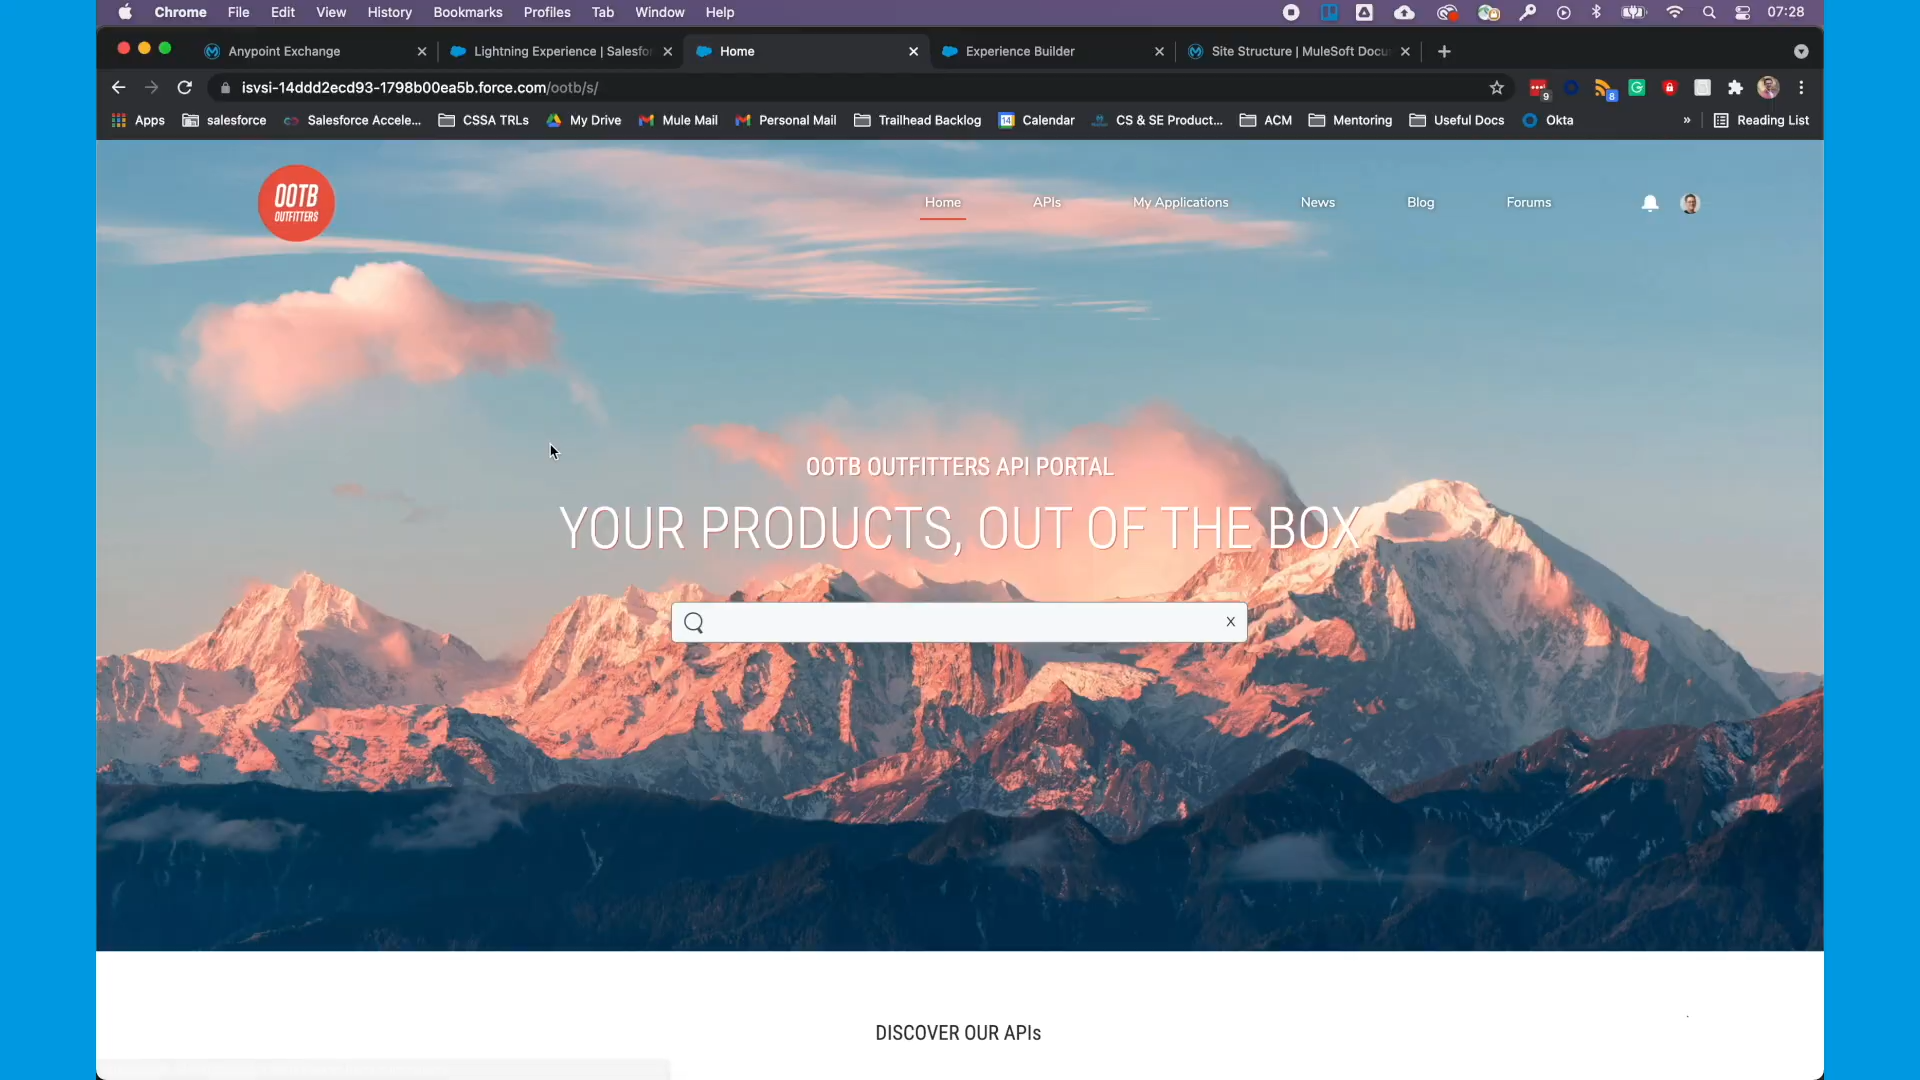 Chrome File Edit View History Bookmarks Profiles Tab Window Help 07:28
Anypoint Exchange Lightning Experience | Salesfo Home Experience Builder Site Structure | MuleSoft Docu
isvsi-14ddd2ecd93-1798b00ea5b.force.com/ootb/s/ 9 8
Apps salesforce Salesforce Accele... CSSA TRLs My Drive Mule Mail Personal Mail Trailhead Backlog 14 Calendar CS & SE Product... ACM Mentoring Useful Docs Okta » Reading List
OOTB
OUTFITTERS
Home APIs My Applications News Blog Forums
OOTB OUTFITTERS API PORTAL
YOUR PRODUCTS, OUT OF THE BOX
X
DISCOVER OUR APIs